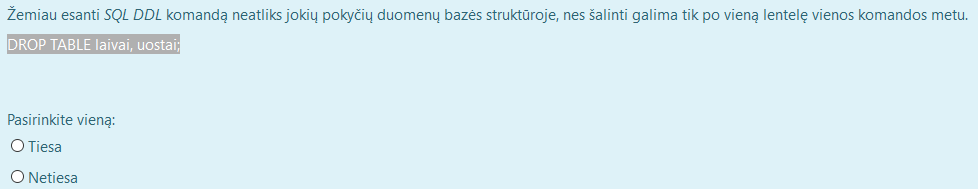 Žemiau esanti SQL DDL komandą neatliks jokių pokyčių duomenų bazės struktūroje, nes šalinti galima tik po vieną lentelę vienos komandos metu.
DROP TABLE laivai, uostai;
Pasirinkite vieną:
Tiesa
Netiesa